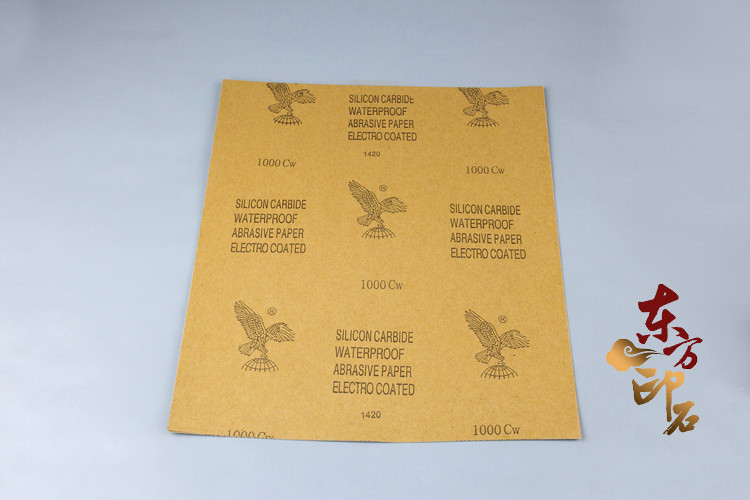 SILICON CARBIDE
WATERPROOF
ABRASIVE PAPER
ELECTRO COATED
1420
1000 Cw
1000 Cw
®
SILICON CARBIDE
WATERPROOF
ABRASIVE PAPER
ELECTRO COATED
SILICON CARBIDE
WATERPROOF
ABRASIVE PAPER
ELECTRO COATED
1000 Cw
®
®
SILICON CARBIDE
WATERPROOF
ABRASIVE PAPER
ELECTRO COATED
1420
1000 Cw
1000 Cw
东方印石